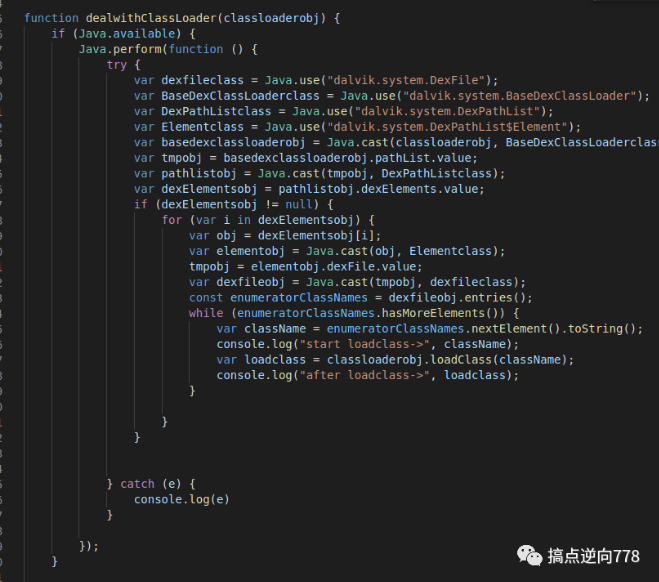 function dealwithClassLoader(classloaderobj) {
if (Java.available) {
Java.perform(function () {
try {
var dexfileclass = Java.use("dalvik.system.DexFile");
var BaseDexClassLoaderclass = Java.use("dalvik.system.BaseDexClassLoader");
var DexPathListclass = Java.use("dalvik.system.DexPathList");
var Elementclass = Java.use("dalvik.system.DexPathList$Element");
var basedexclassloaderobj = Java.cast(classloaderobj, BaseDexClassLoaderclass
var tmpobj = basedexclassloaderobj.pathList.value;
var pathlistobj = Java.cast(tmpobj, DexPathListclass);
var dexElementsobj = pathlistobj.dexElements.value;
if (dexElementsobj != null) {
for (var i in dexElementsobj) {
var obj = dexElementsobj[i];
var elementobj = Java.cast(obj, Elementclass);
tmpobj = elementobj.dexFile.value;
var dexfileobj = Java.cast(tmpobj, dexfileclass);
const enumeratorClassNames = dexfileobj.entries();
while (enumeratorClassNames.hasMoreElements()) {
var className = enumeratorClassNames.nextElement().toString();
console.log("start loadclass->", className);
var loadclass = classloaderobj.loadClass(className);
console.log("after loadclass->", loadclass);
}
}
}
} catch (e) {
console.log(e)
}
});
}
搞点逆向778